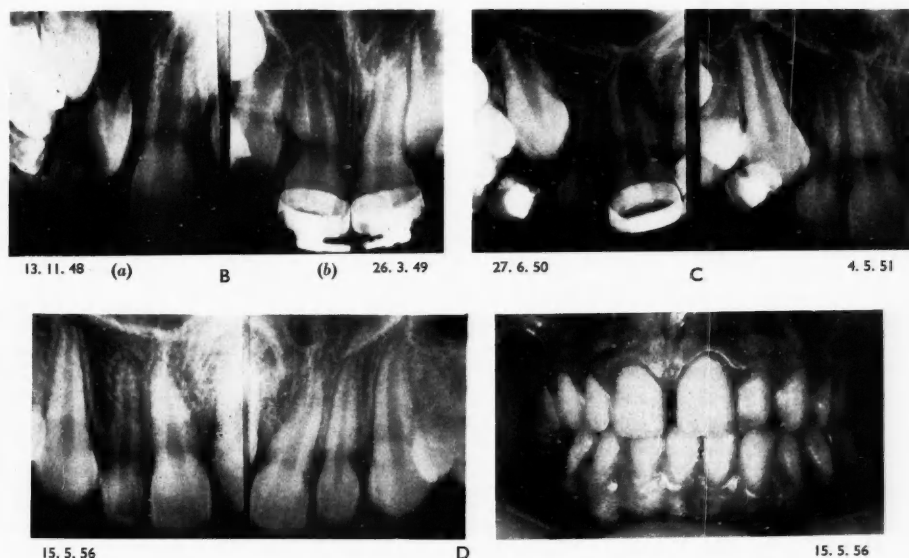 13. 11. 48 (a) B (b) 26. 3. 49
27. 6. 50 C 4. 5. 51
15. 5. 56 D 15. 5. 56